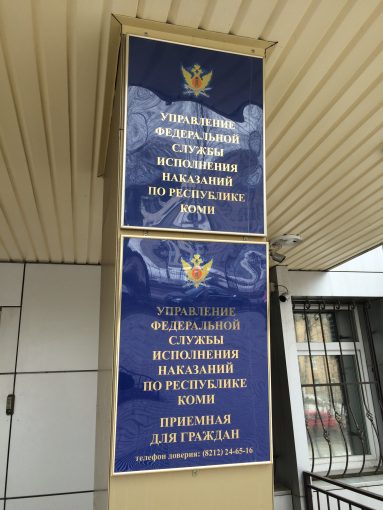 УПРАВЛЕНИЕ
ФЕДЕРАЛЬНОЙ
СЛУЖБЫ
ИСПОЛНЕНИЯ
НАКАЗАНИЙ
ПО РЕСПУБЛИКЕ
КОМИ
УПРАВЛЕНИЕ
ФЕДЕРАЛЬНОЙ
СЛУЖБЫ
ИСПОЛНЕНИЯ
НАКАЗАНИЙ
ПО РЕСПУБЛИКЕ
КОМИ
ПРИЕМНАЯ
ДЛЯ ГРАЖДАН
телефон доверия: (8212) 24-65-16